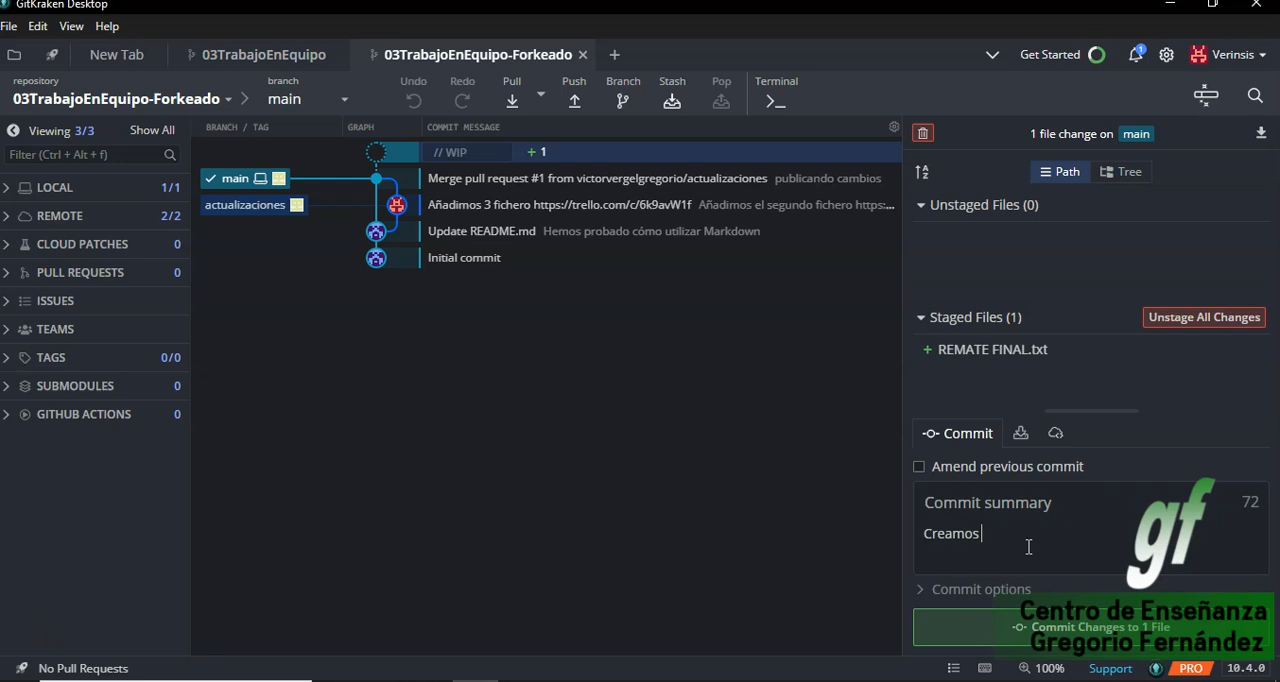 GitKraken Desktop
File Edit View Help
New Tab 03TrabajoEnEquipo 03TrabajoEnEquipo-Forkeado Get Started 1 Verinsis
repository branch Undo Redo Pull Push Branch Stash Pop Terminal
03TrabajoEnEquipo-Forkeado main
Viewing 3/3 Show All
BRANCH / TAG GRAPH COMMIT MESSAGE
Filter (Ctrl + Alt + f)
LOCAL 1/1
REMOTE 2/2
CLOUD PATCHES 0
PULL REQUESTS 0
ISSUES
TEAMS
TAGS 0/0
SUBMODULES 0
GITHUB ACTIONS 0
// WIP + 1
main Merge pull request #1 from victorvergelgregorio/actualizaciones publicando cambios
actualizaciones Añadimos 3 fichero https://trello.com/c/6k9avW1f Añadimos el segundo fichero https:...
Update README.md Hemos probado cómo utilizar Markdown
Initial commit
1 file change on main
Path Tree
Unstaged Files (0)
Staged Files (1) Unstage All Changes
+ REMATE FINAL.txt
Commit
Amend previous commit
Commit summary 72
Creamos
Commit options
Commit Changes to 1 File
gf
Centro de Enseñanza
Gregorio Fernández
No Pull Requests 100% Support PRO 10.4.0